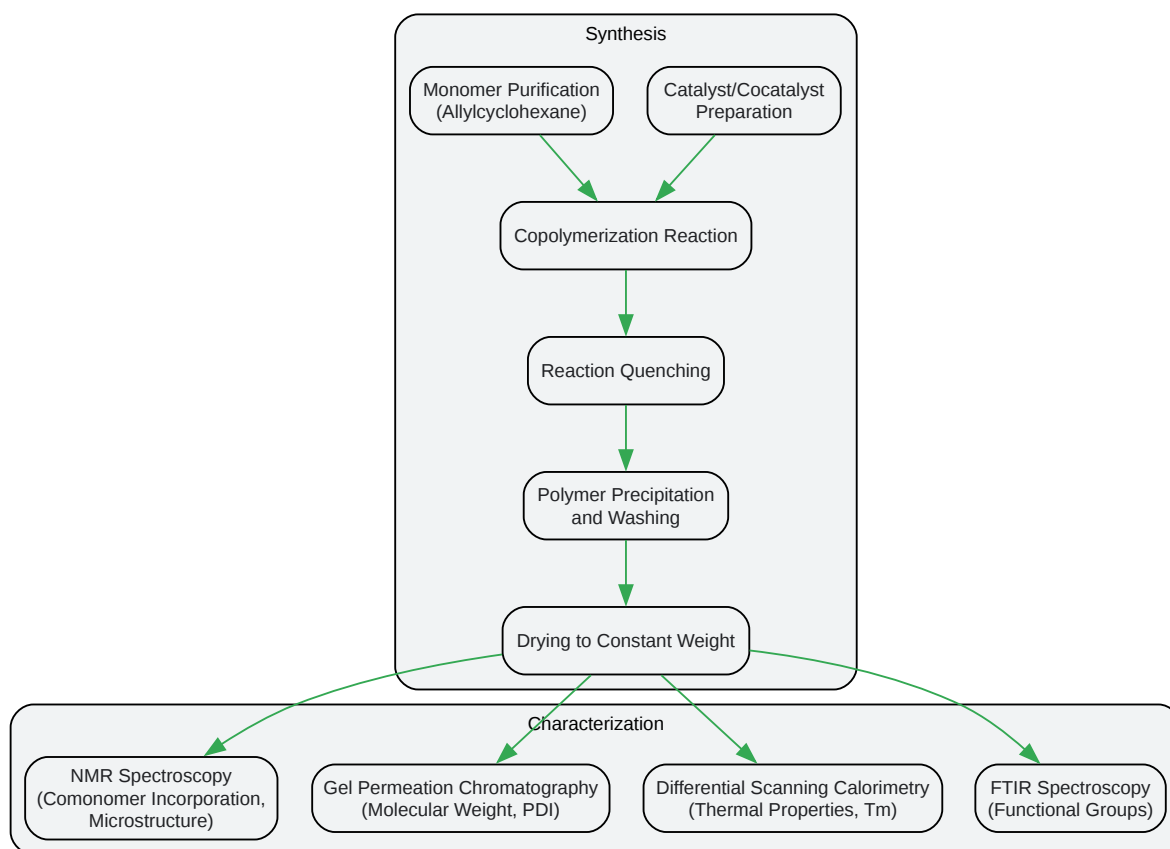 Synthesis
Monomer Purification
(Allylcyclohexane)
Catalyst/Cocatalyst
Preparation
Copolymerization Reaction
Reaction Quenching
Polymer Precipitation
and Washing
Drying to Constant Weight
Characterization
NMR Spectroscopy
(Comonomer Incorporation,
Microstructure)
Gel Permeation Chromatography
(Molecular Weight, PDI)
Differential Scanning Calorimetry
(Thermal Properties, Tm)
FTIR Spectroscopy
(Functional Groups)